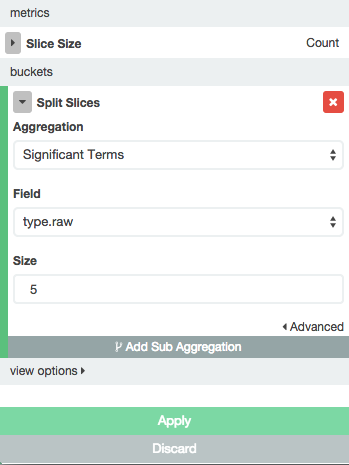 metrics
Slice Size Count
buckets
Split Slices
Aggregation
Significant Terms
Field
type.raw
Size
5
Advanced
Add Sub Aggregation
view options
Apply
Discard